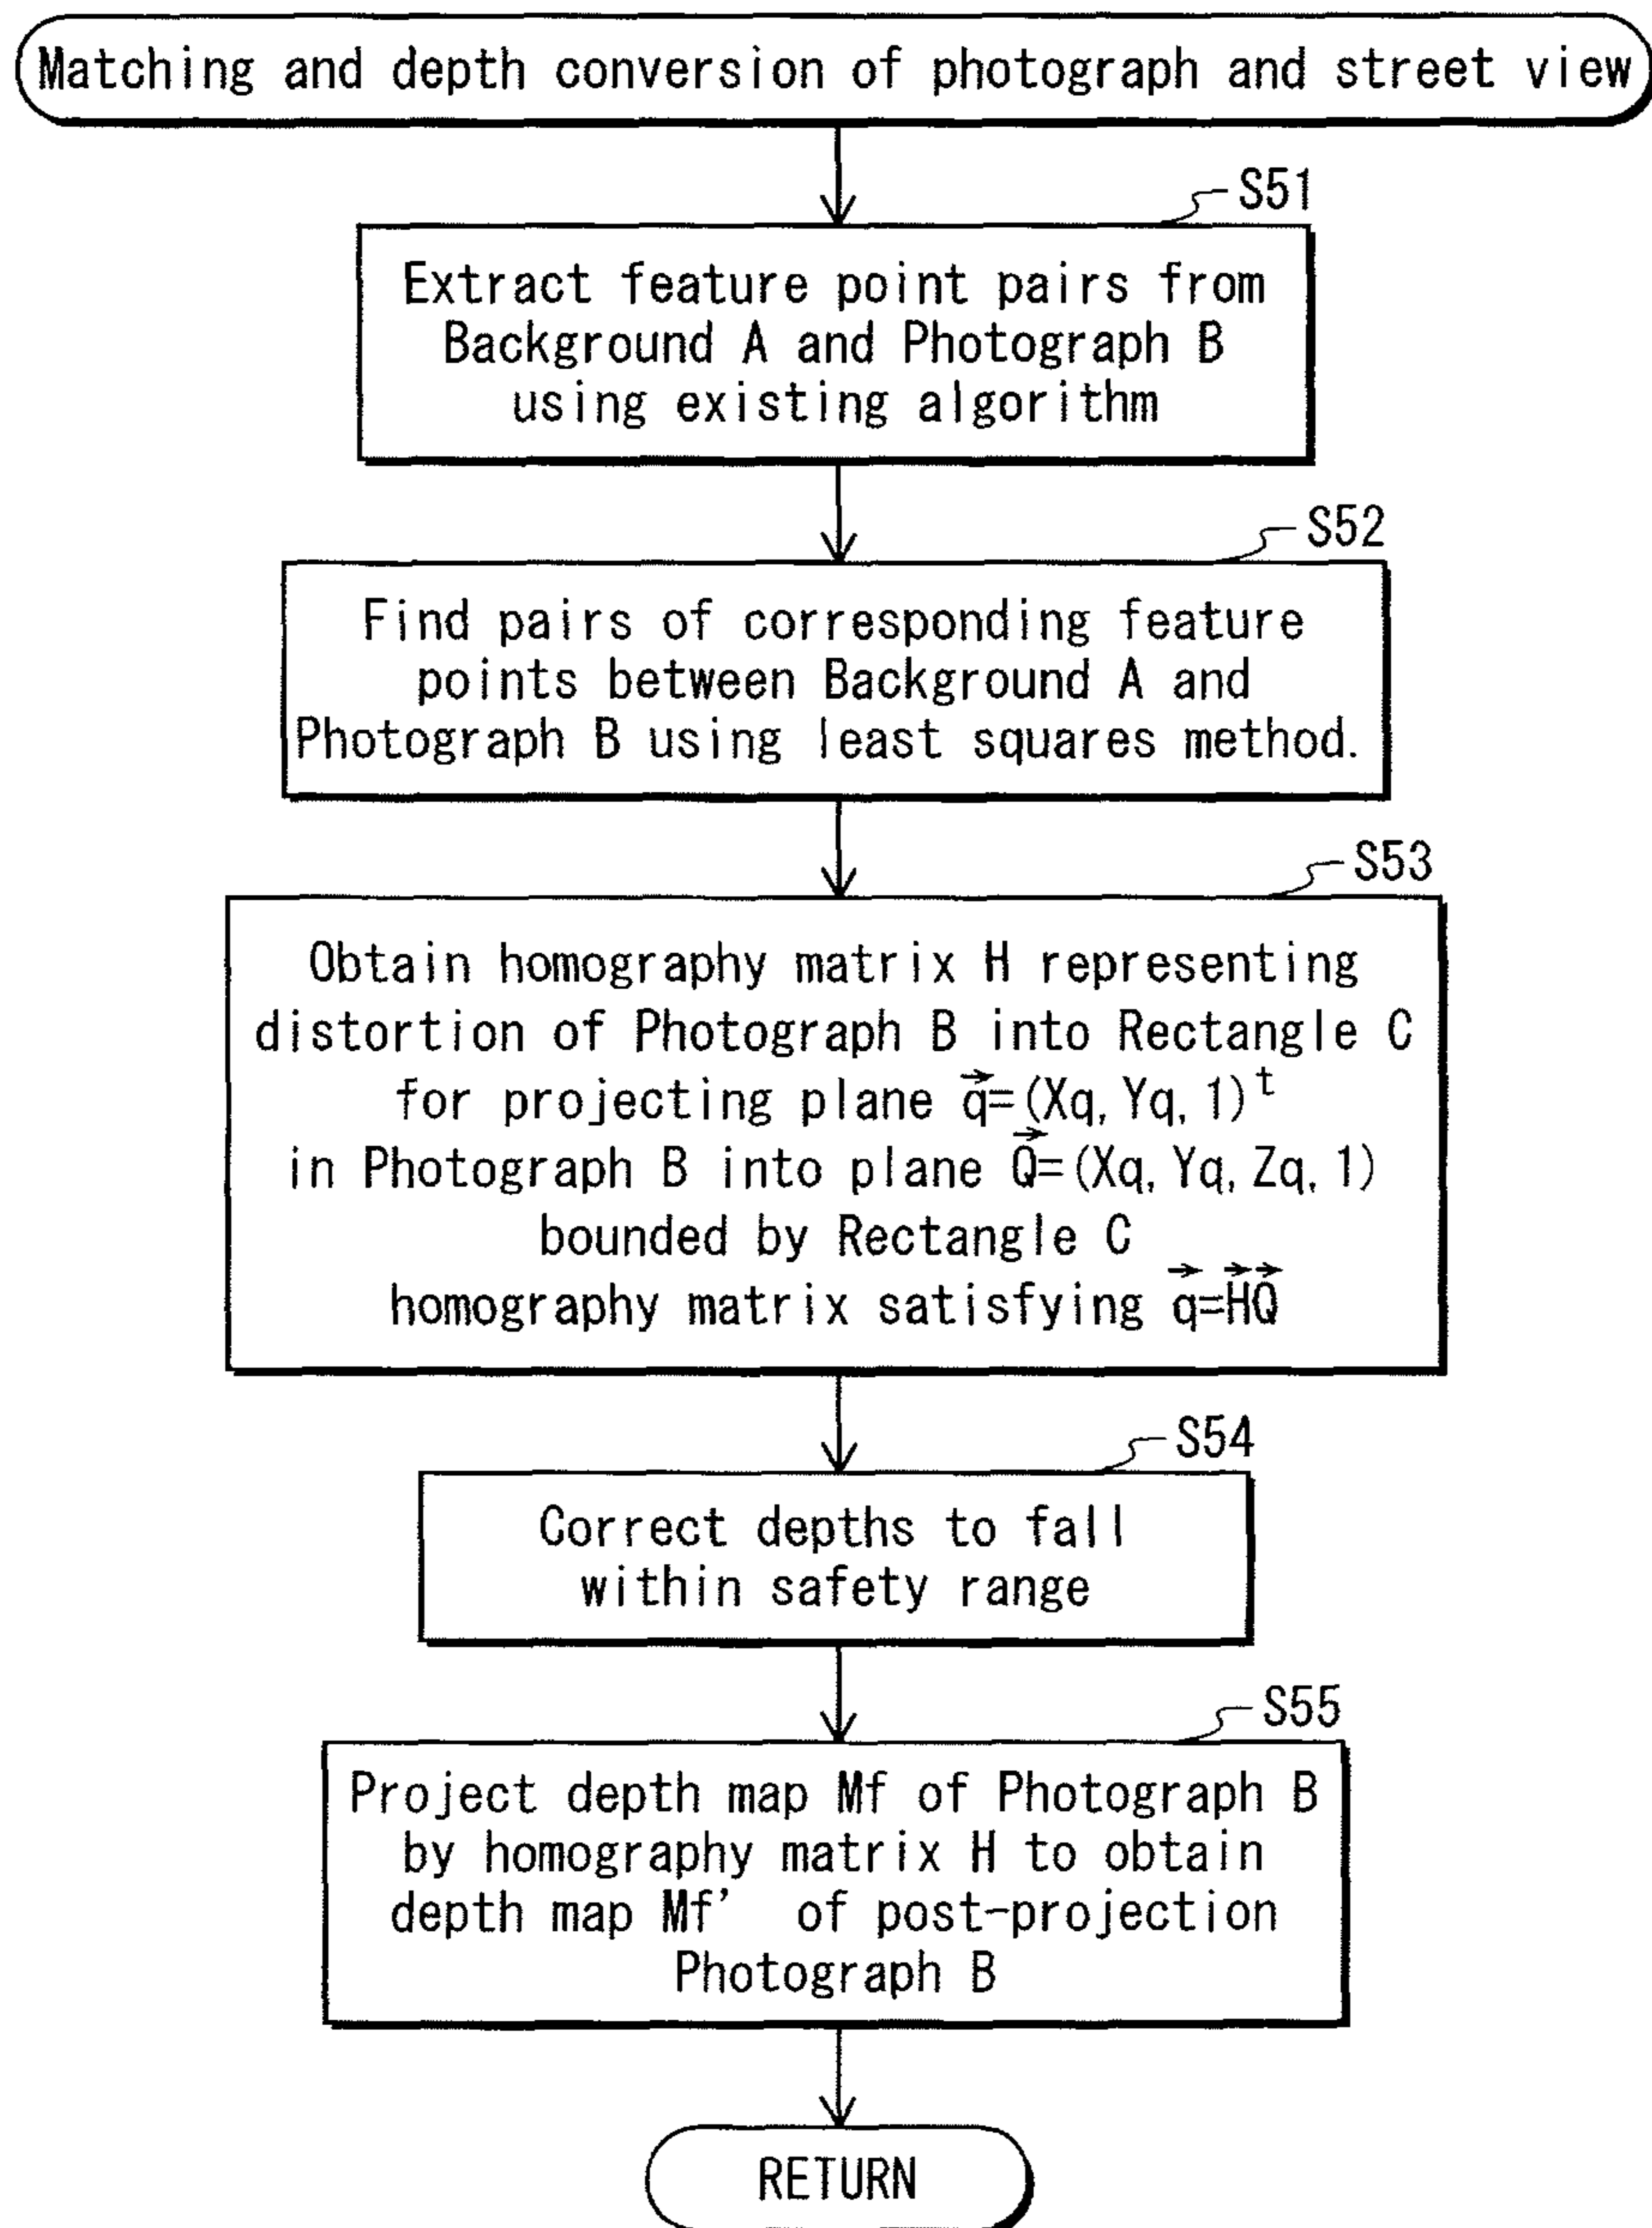 Matching and depth conversion of photograph and street view
S51
Extract feature point pairs from
Background A and Photograph B
using existing algorithm
S52
Find pairs of corresponding feature
points between Background A and
Photograph B using least squares method.
S53
Obtain homography matrix H representing
distortion of Photograph B into Rectangle C
for projecting plane q⃗=(Xq, Yq, 1)ᵗ
in Photograph B into plane Q⃗=(Xq, Yq, Zq, 1)
bounded by Rectangle C
homography matrix satisfying q⃗=H⃗Q⃗
S54
Correct depths to fall
within safety range
S55
Project depth map Mf of Photograph B
by homography matrix H to obtain
depth map Mf' of post-projection
Photograph B
RETURN